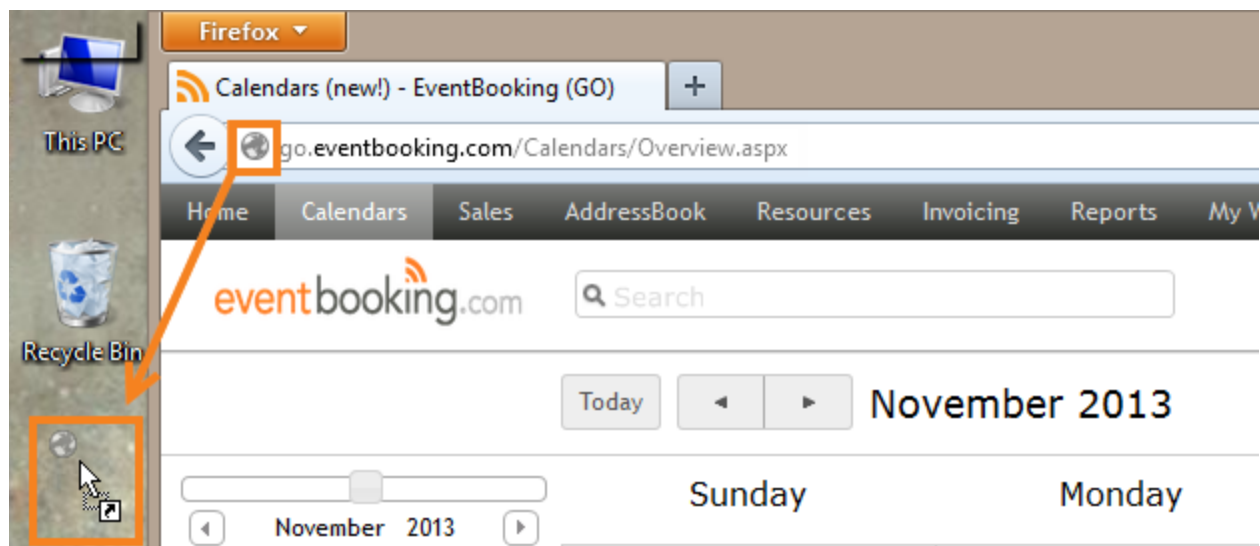 Firefox
Calendars (new!) - EventBooking (GO)
This PC
go.eventbooking.com/Calendars/Overview.aspx
Home Calendars Sales AddressBook Resources Invoicing Reports My
eventbooking.com
Search
Recycle Bin
Today
November 2013
Sunday Monday
November 2013